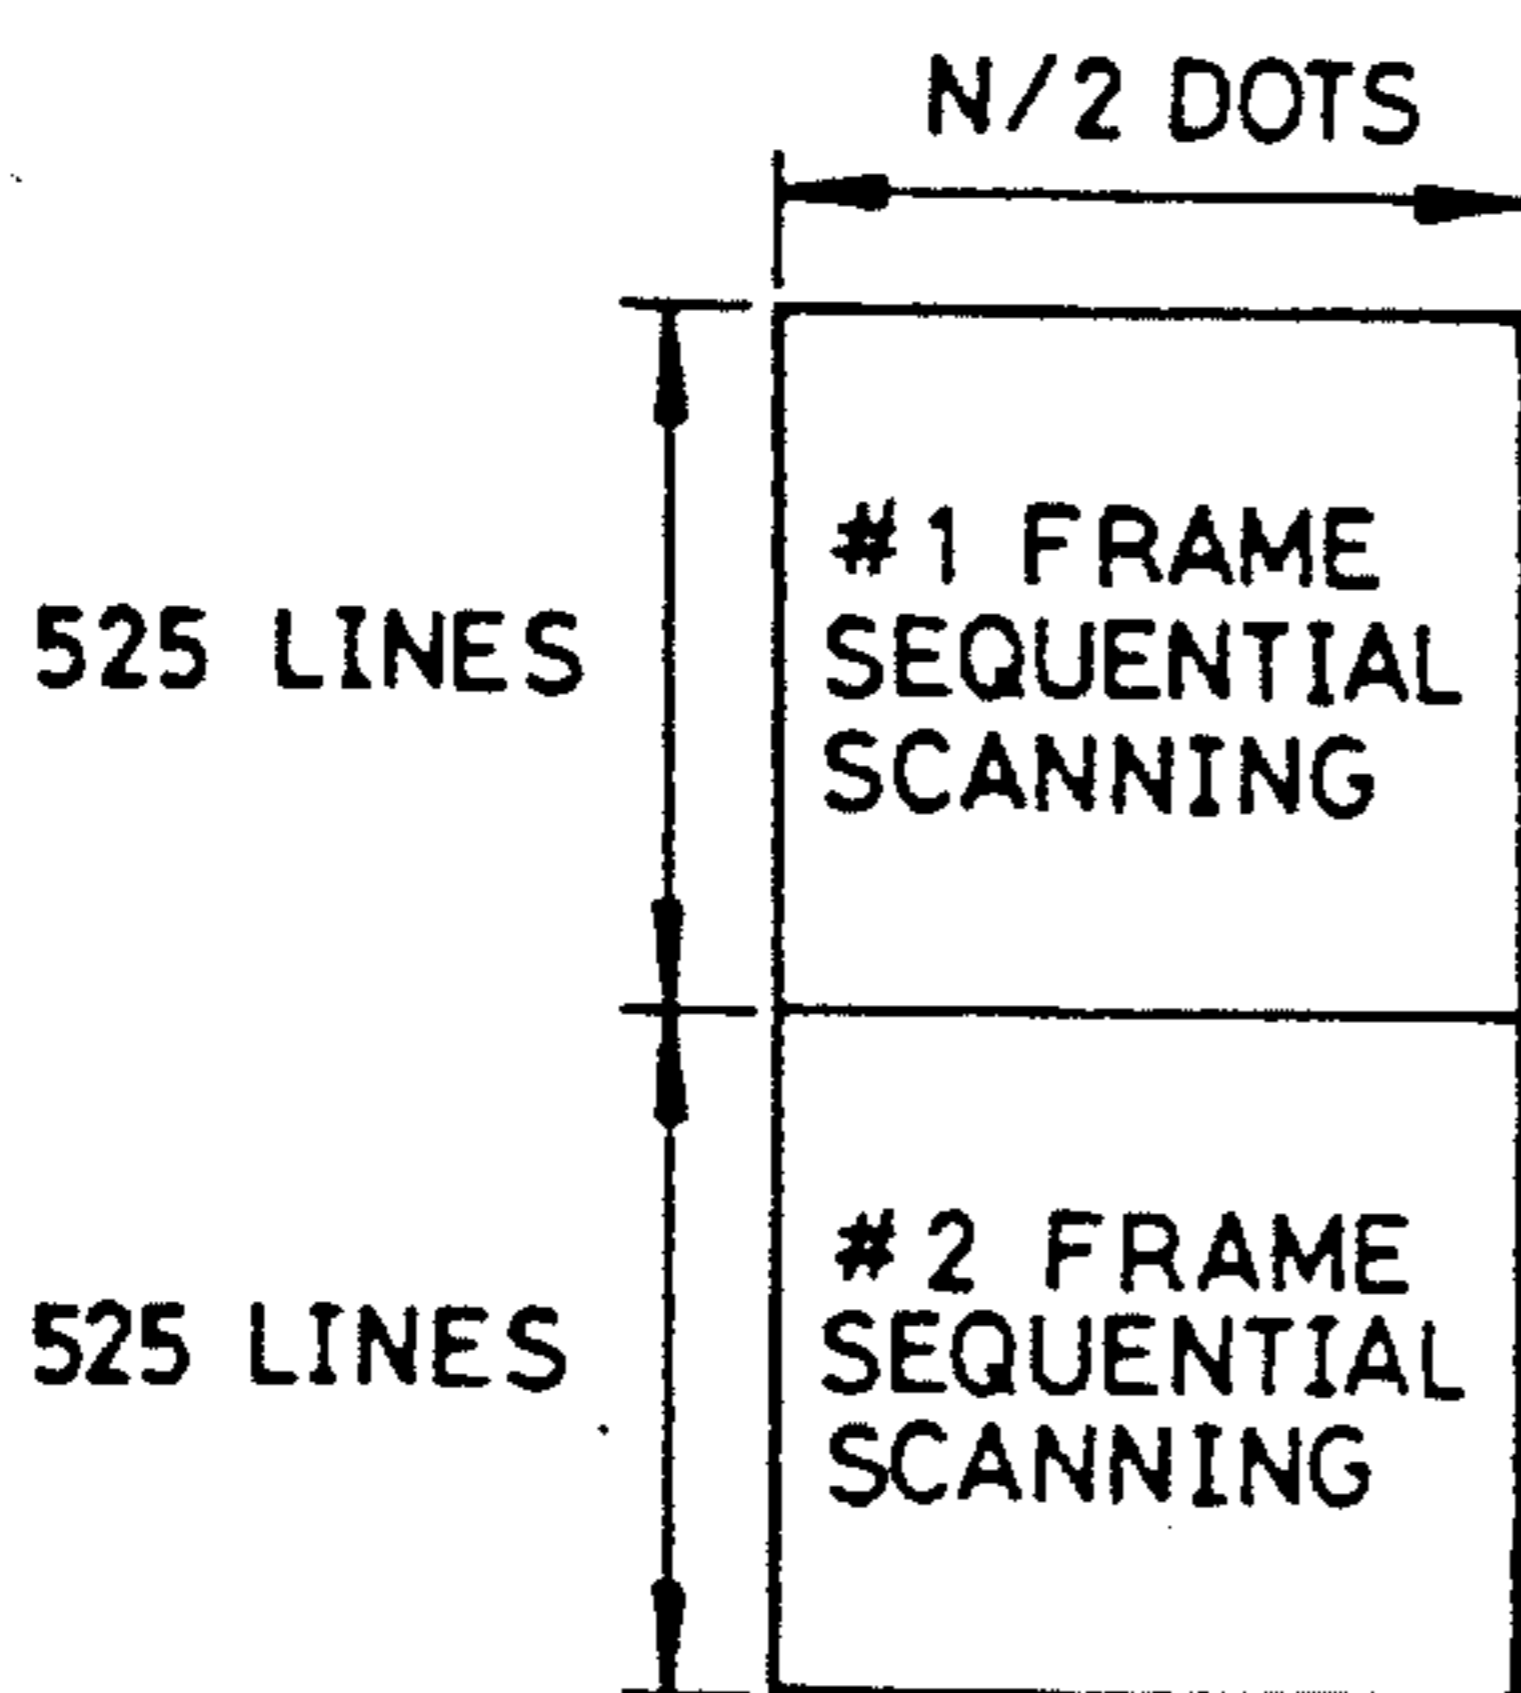 N/2 DOTS
525 LINES
#1 FRAME
SEQUENTIAL
SCANNING
525 LINES
#2 FRAME
SEQUENTIAL
SCANNING